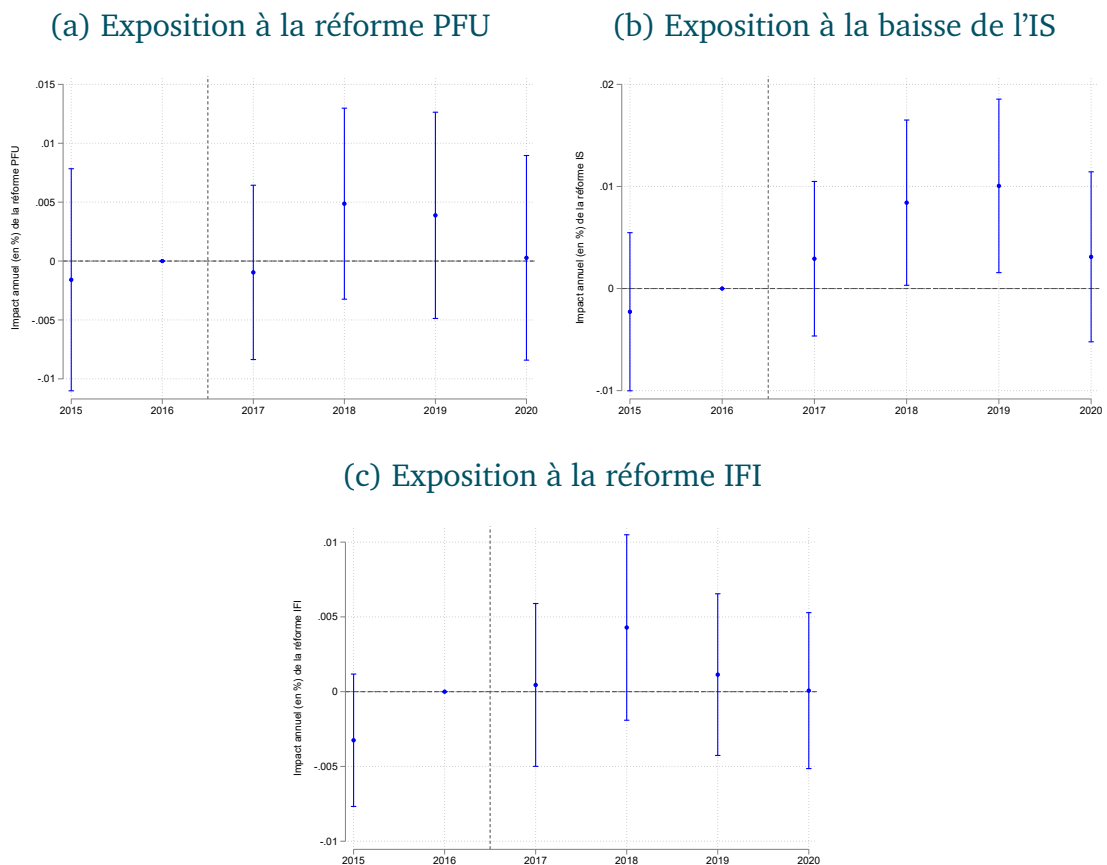 (a) Exposition à la réforme PFU
Impact annuel (en %) de la réforme PFU
.015
.01
.005
0
-.005
-.01
2015 2016 2017 2018 2019 2020
(b) Exposition à la baisse de l’IS
Impact annuel (en %) de la réforme IS
.02
.01
0
-.01
2015 2016 2017 2018 2019 2020
(c) Exposition à la réforme IFI
Impact annuel (en %) de la réforme IFI
.01
.005
0
-.005
-.01
2015 2016 2017 2018 2019 2020